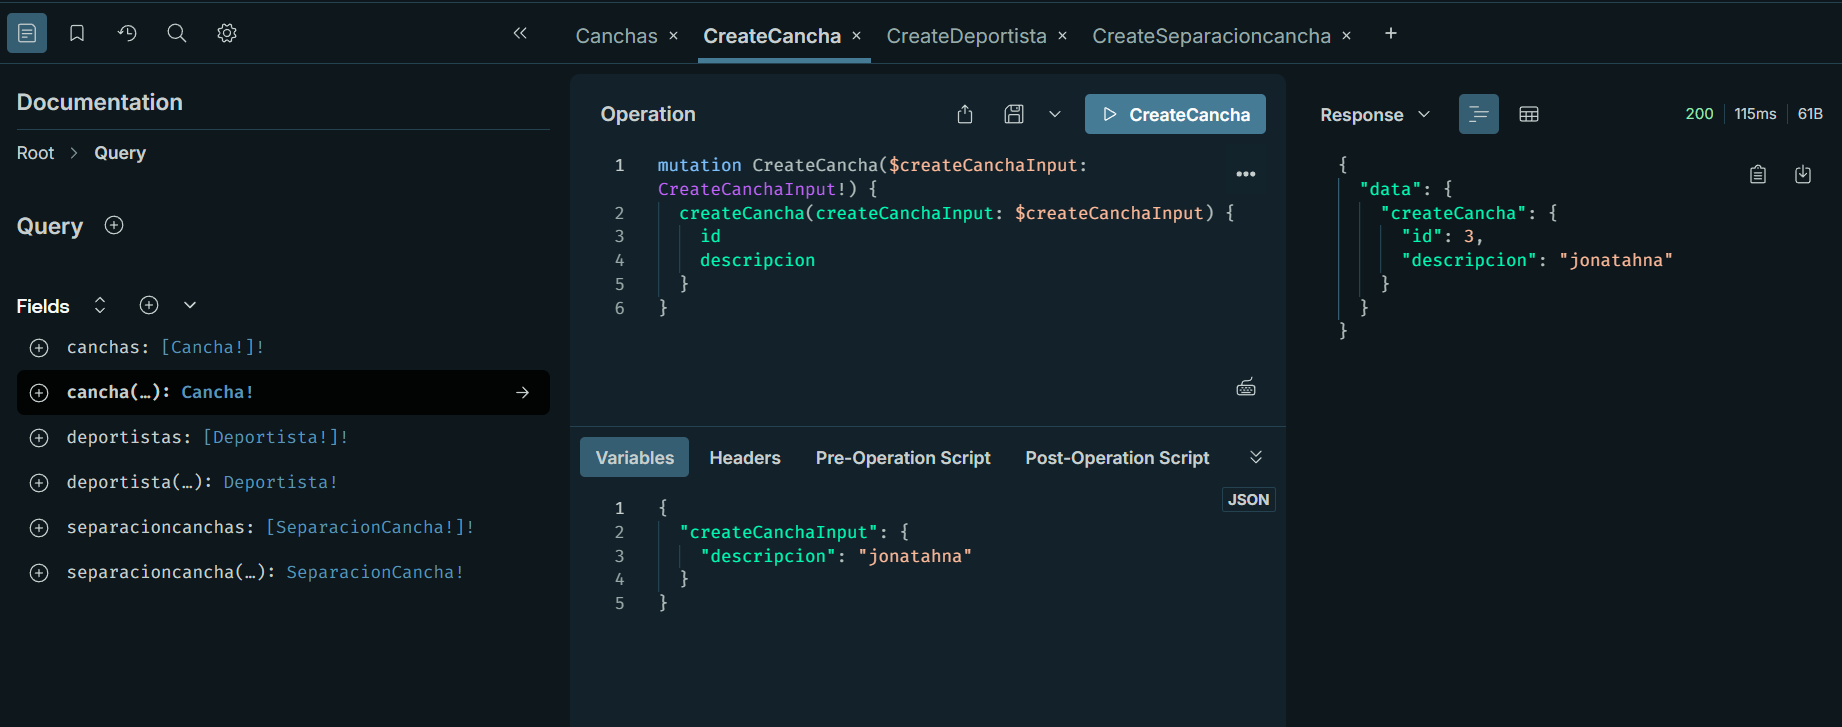 Canchas
CreateCancha
CreateDeportista
CreateSeparacioncancha
Documentation
Root > Query
Query
Fields
canchas: [Cancha!]!
cancha(…): Cancha!
deportistas: [Deportista!]!
deportista(…): Deportista!
separacioncanchas: [SeparacionCancha!]!
separacioncancha(…): SeparacionCancha!
Operation
CreateCancha
1 mutation CreateCancha($createCanchaInput:
CreateCanchaInput!) {
2 createCancha(createCanchaInput: $createCanchaInput) {
3 id
4 descripcion
5 }
6 }
Variables
Headers
Pre-Operation Script
Post-Operation Script
JSON
1 {
2 "createCanchaInput": {
3 "descripcion": "jonatahna"
4 }
5 }
Response
200
115ms
61B
{
"data": {
"createCancha": {
"id": 3,
"descripcion": "jonatahna"
}
}
}